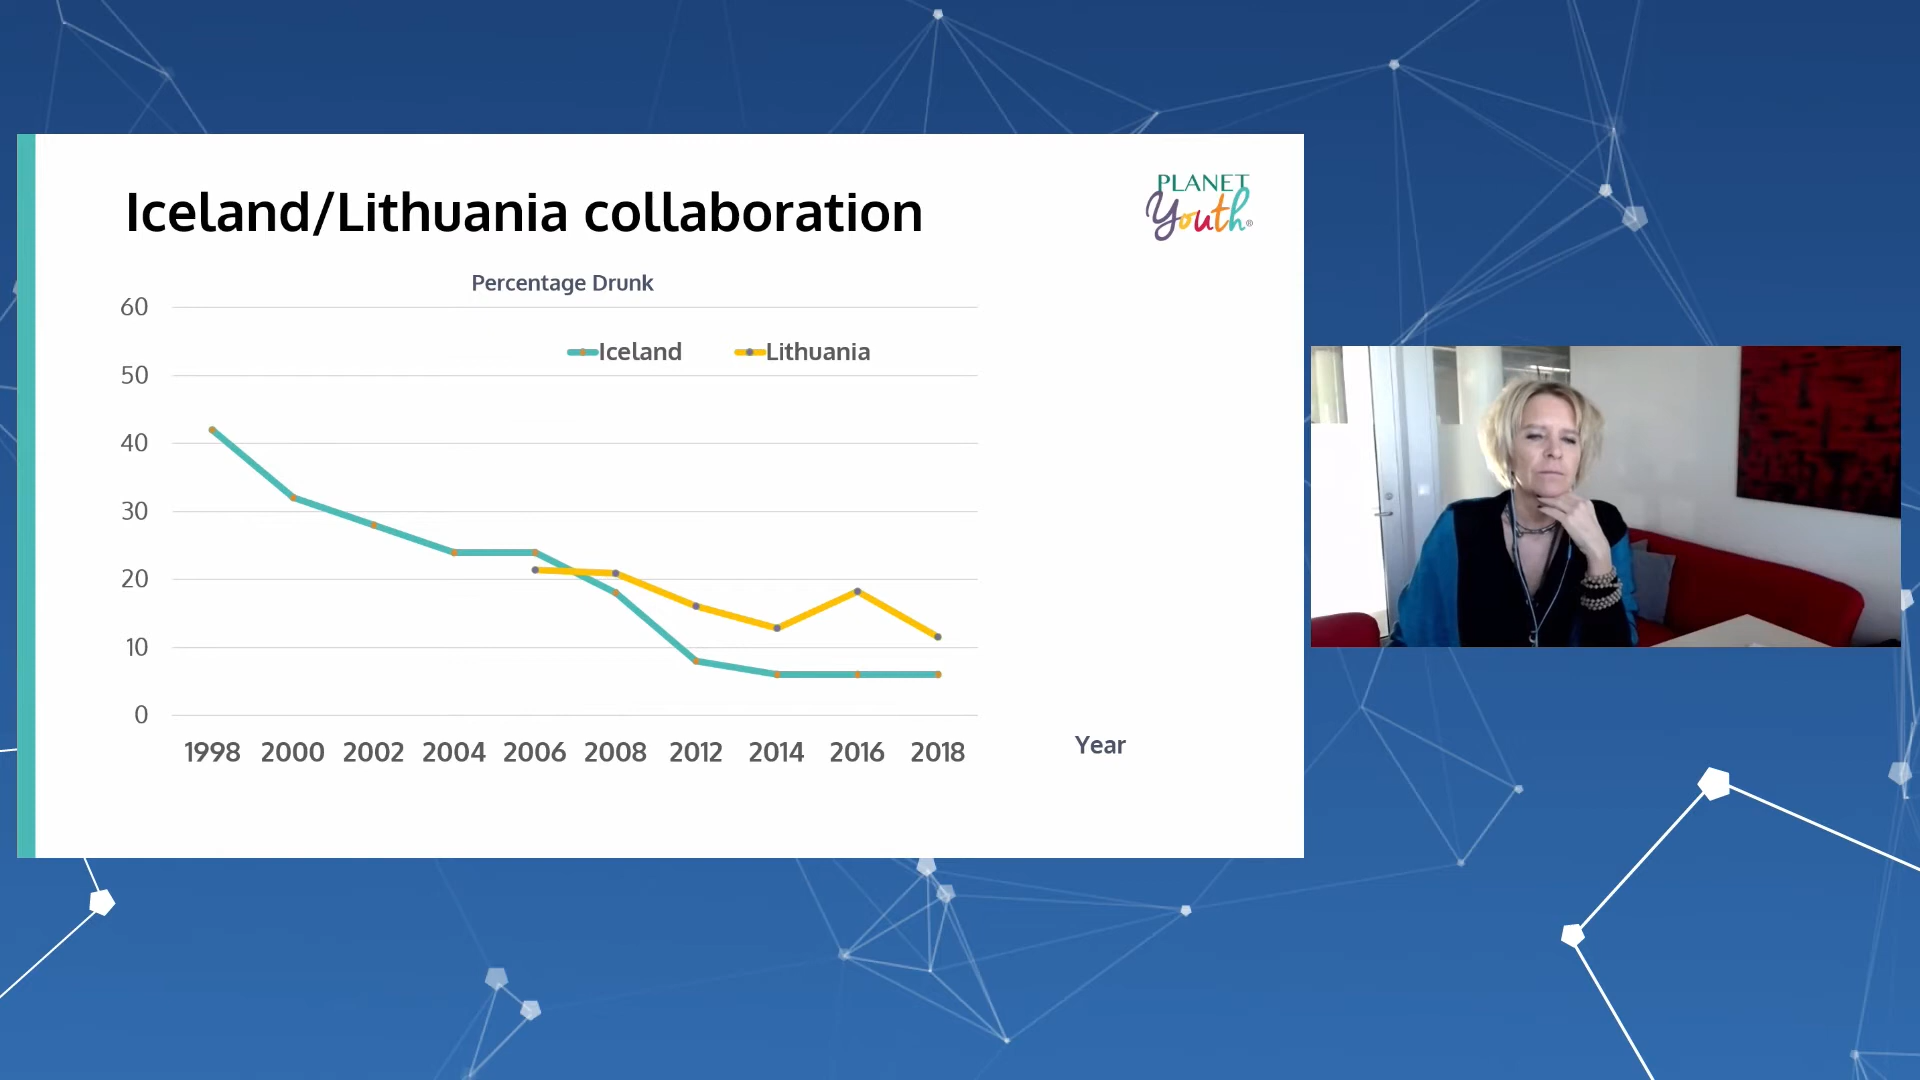 Iceland/Lithuania collaboration
PLANET
Youth®
Percentage Drunk
60
Iceland
Lithuania
50
40
30
20
10
0
1998 2000 2002 2004 2006 2008 2012 2014 2016 2018
Year